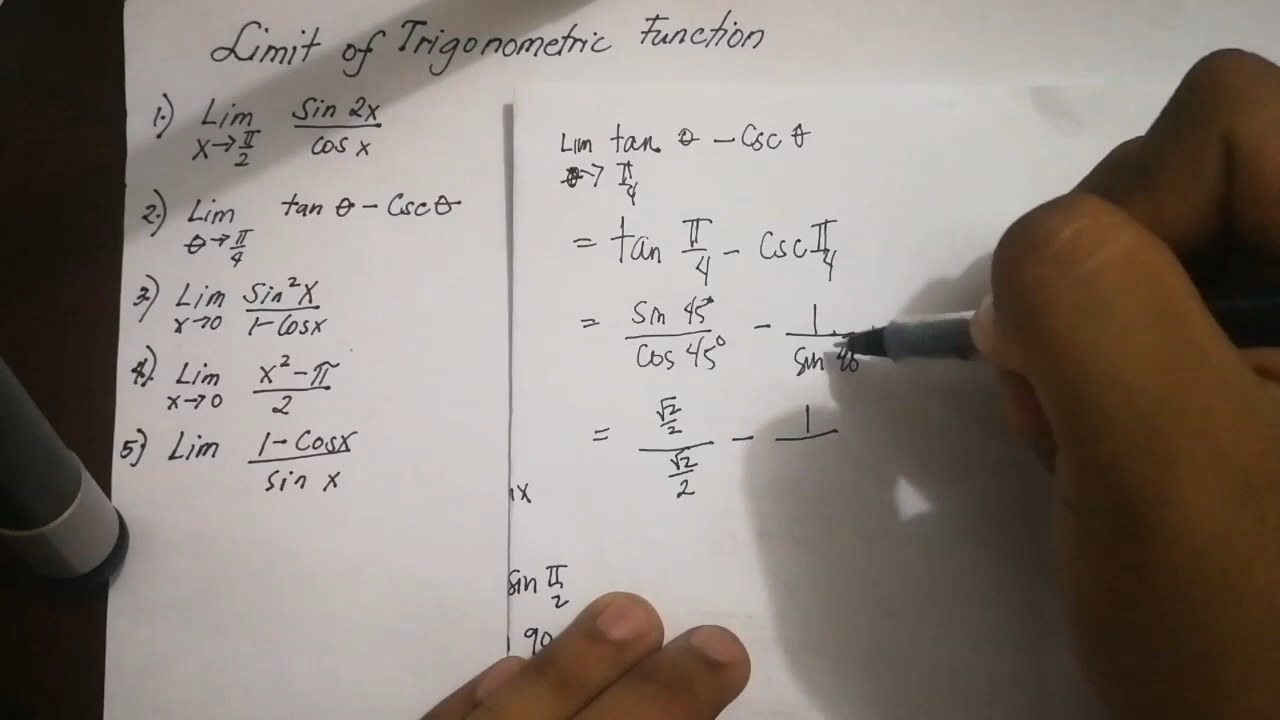 Limit of Trigonometric Function
1.) Lim x→π/2 sin 2x / cos x
2.) Lim θ→π/4 tan θ - Csc θ
3.) Lim x→0 sin²x / 1-cosx
4.) Lim x→0 x²-π / 2
5.) Lim 1-Cosx / sin x
Lim tan θ - Csc θ
θ→π/4
= tan π/4 - Csc π/4
= sin 45° / Cos 45° - 1 / sin
= √2/2 / √2/2 - 1
x
sin π/2
90